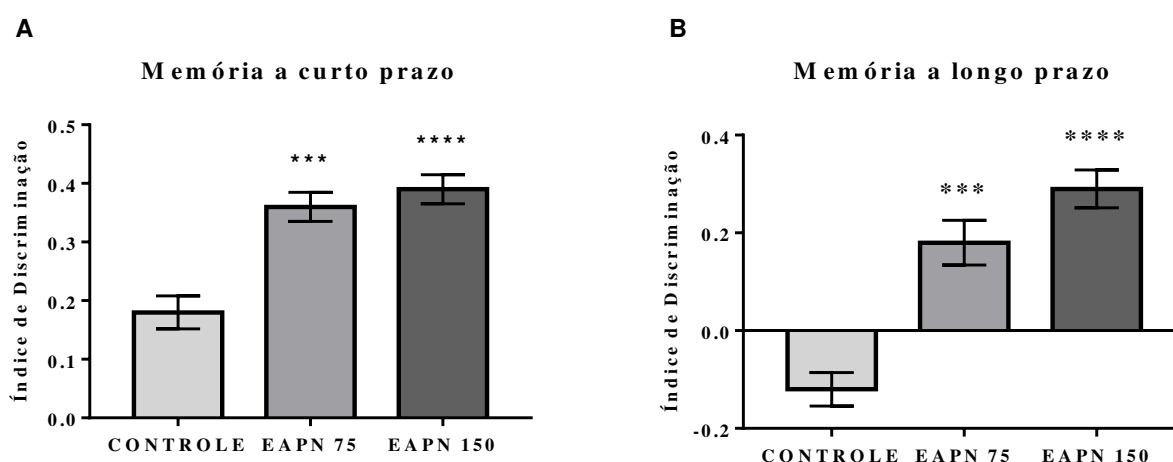 A
Memória a curto prazo
Índice de Discriminação
0.5
0.4
0.3
0.2
0.1
0.0
***
****
CONTROLE EAPN 75 EAPN 150
B
Memória a longo prazo
Índice de Discriminação
0.4
0.2
0.0
-0.2
***
****
CONTROLE EAPN 75 EAPN 150